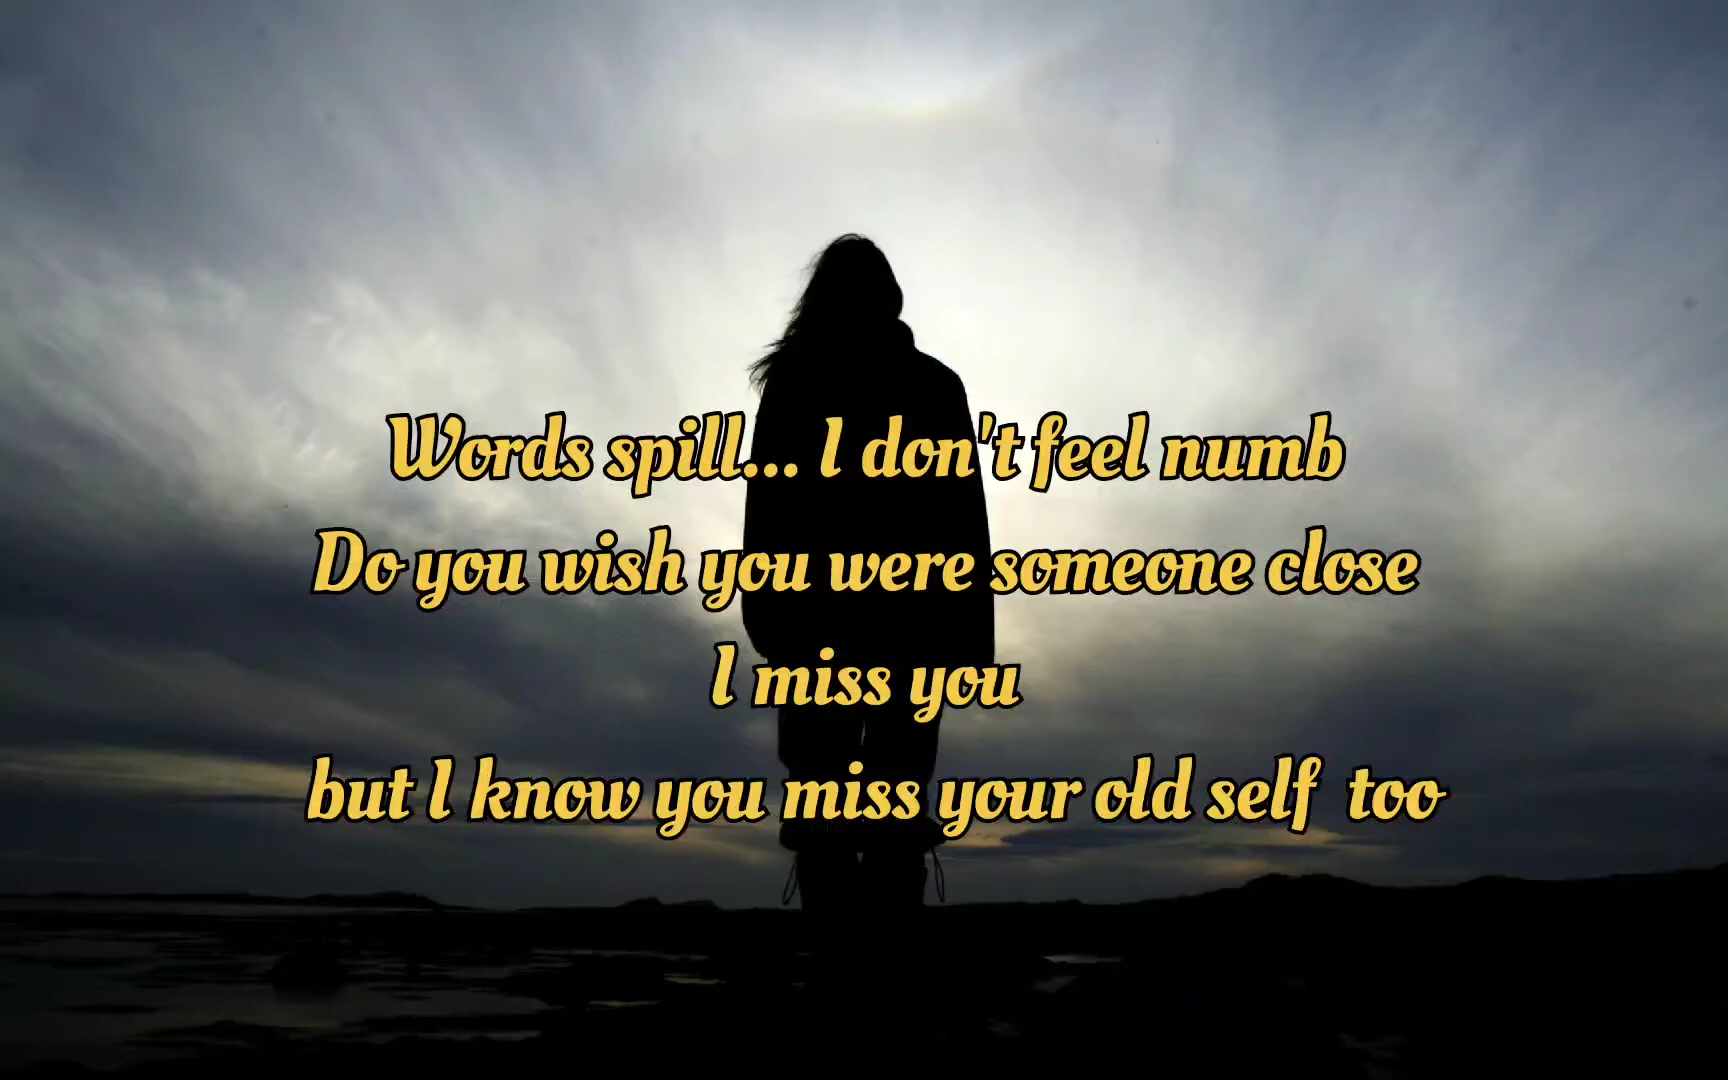 Words spill... I don't feel numb
Do you wish you were someone close
I miss you
but I know you miss your old self too